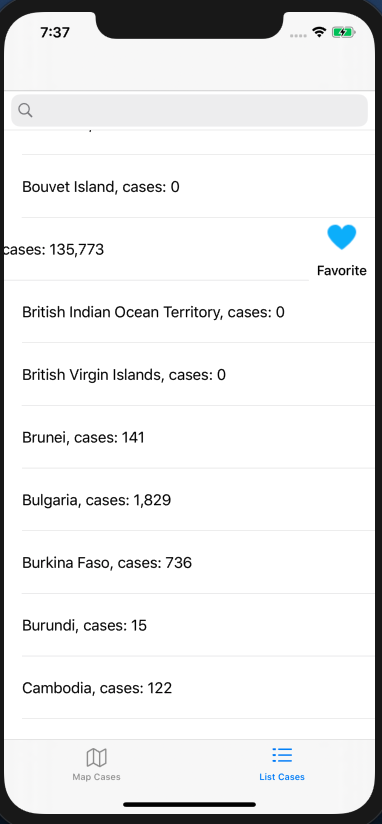 7:37
Bouvet Island, cases: 0
cases: 135,773
Favorite
British Indian Ocean Territory, cases: 0
British Virgin Islands, cases: 0
Brunei, cases: 141
Bulgaria, cases: 1,829
Burkina Faso, cases: 736
Burundi, cases: 15
Cambodia, cases: 122
Map Cases
List Cases